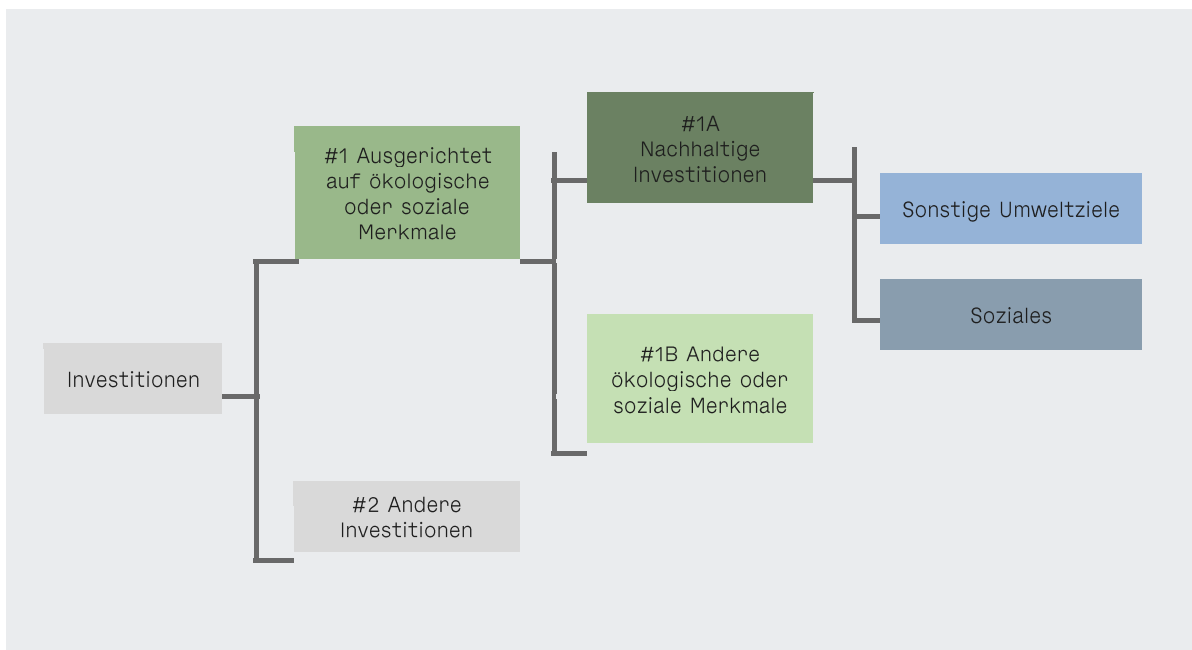 #1 Ausgerichtet
auf ökologische
oder soziale
Merkmale
#1A
Nachhaltige
Investitionen
Sonstige Umweltziele
Soziales
Investitionen
#1B Andere
ökologische oder
soziale Merkmale
#2 Andere
Investitionen